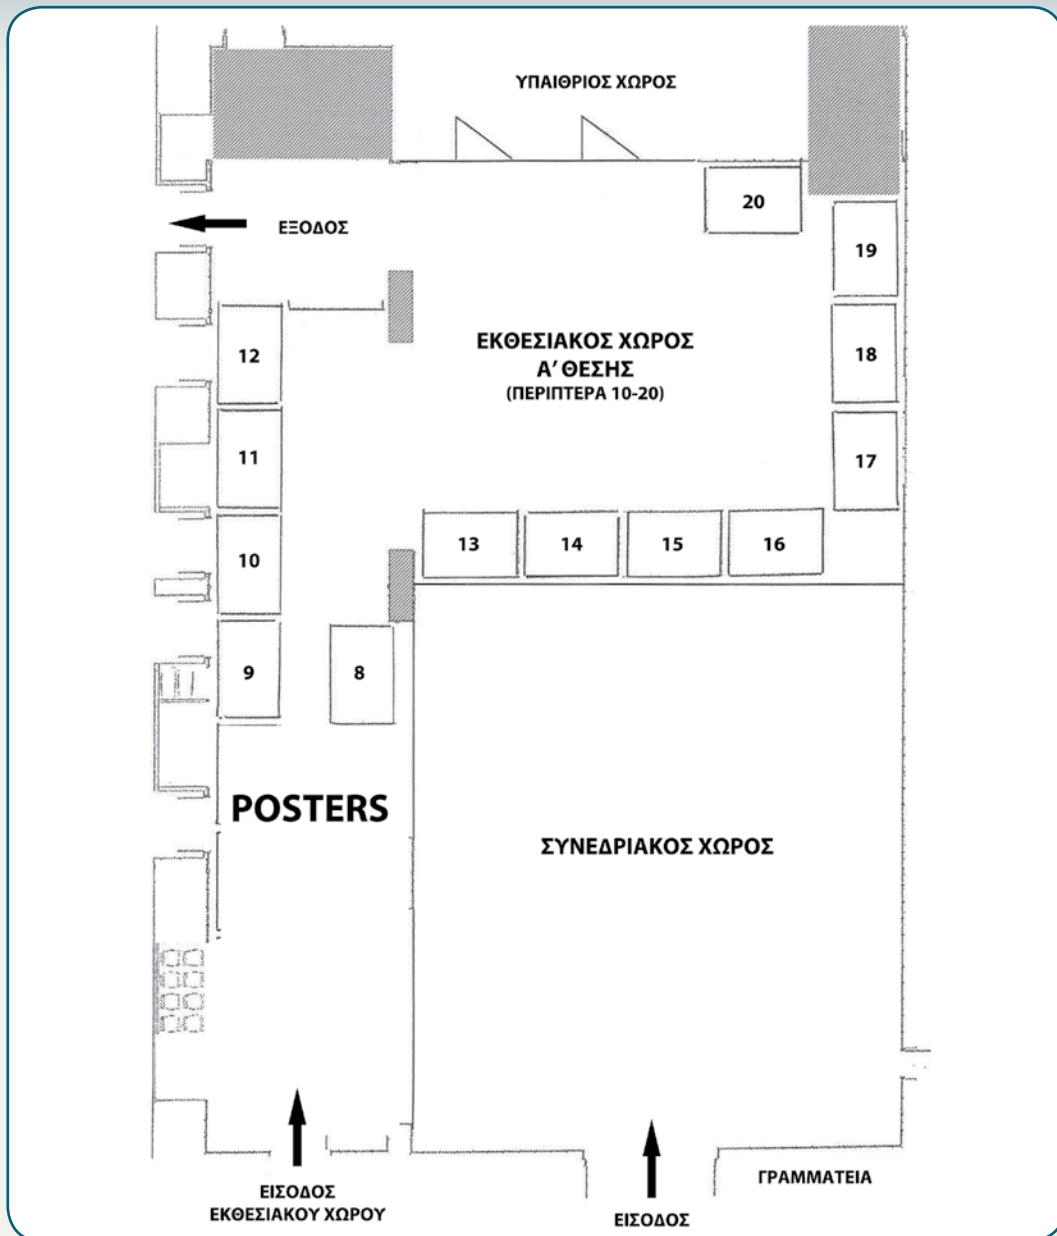 ΥΠΑΙΘΡΙΟΣ ΧΩΡΟΣ
20
19
ΕΞΟΔΟΣ
ΕΚΘΕΣΙΑΚΟΣ ΧΩΡΟΣ
Α’ ΘΕΣΗΣ
(ΠΕΡΙΠΤΕΡΑ 10-20)
12
18
11
17
13
14
15
16
10
9
8
POSTERS
ΣΥΝΕΔΡΙΑΚΟΣ ΧΩΡΟΣ
ΕΙΣΟΔΟΣ
ΕΚΘΕΣΙΑΚΟΥ ΧΩΡΟΥ
ΕΙΣΟΔΟΣ
ΓΡΑΜΜΑΤΕΙΑ